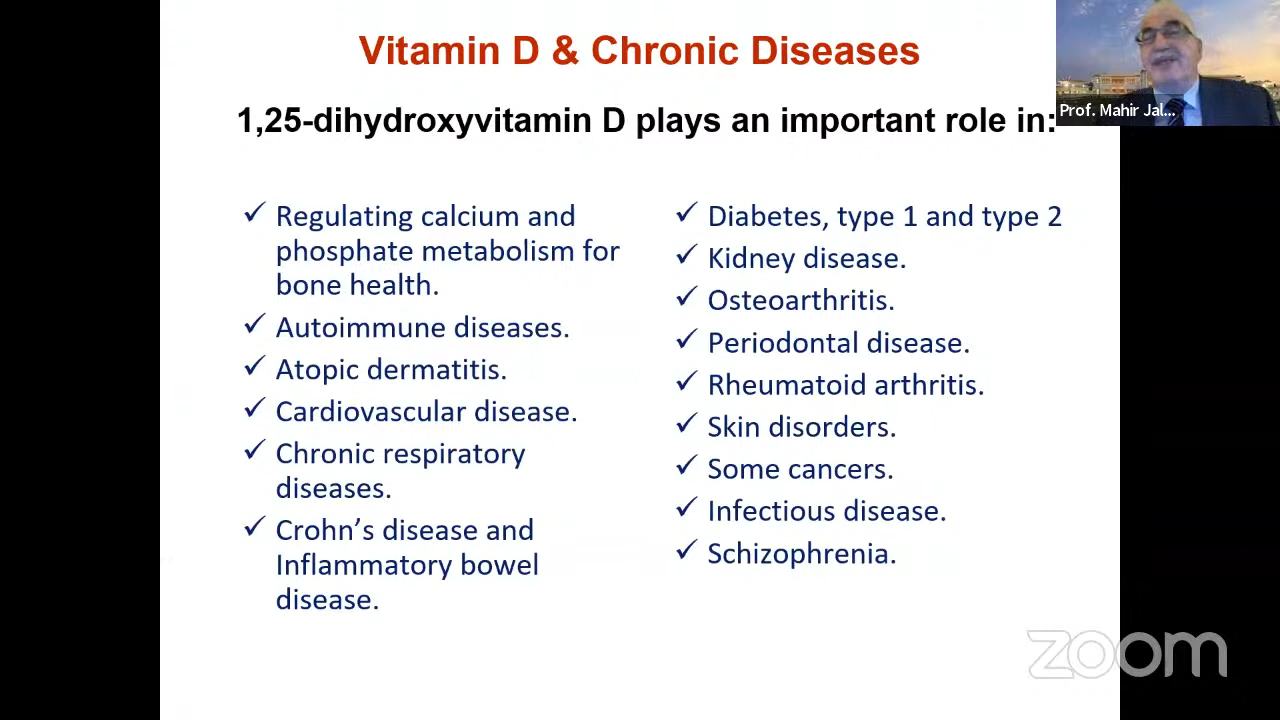 Vitamin D & Chronic Diseases
Prof. Mahir Jal...
1,25-dihydroxyvitamin D plays an important role in:
✓ Regulating calcium and
phosphate metabolism for
bone health.
✓ Autoimmune diseases.
✓ Atopic dermatitis.
✓ Cardiovascular disease.
✓ Chronic respiratory
diseases.
✓ Crohn’s disease and
Inflammatory bowel
disease.
✓ Diabetes, type 1 and type 2
✓ Kidney disease.
✓ Osteoarthritis.
✓ Periodontal disease.
✓ Rheumatoid arthritis.
✓ Skin disorders.
✓ Some cancers.
✓ Infectious disease.
✓ Schizophrenia.
zoom